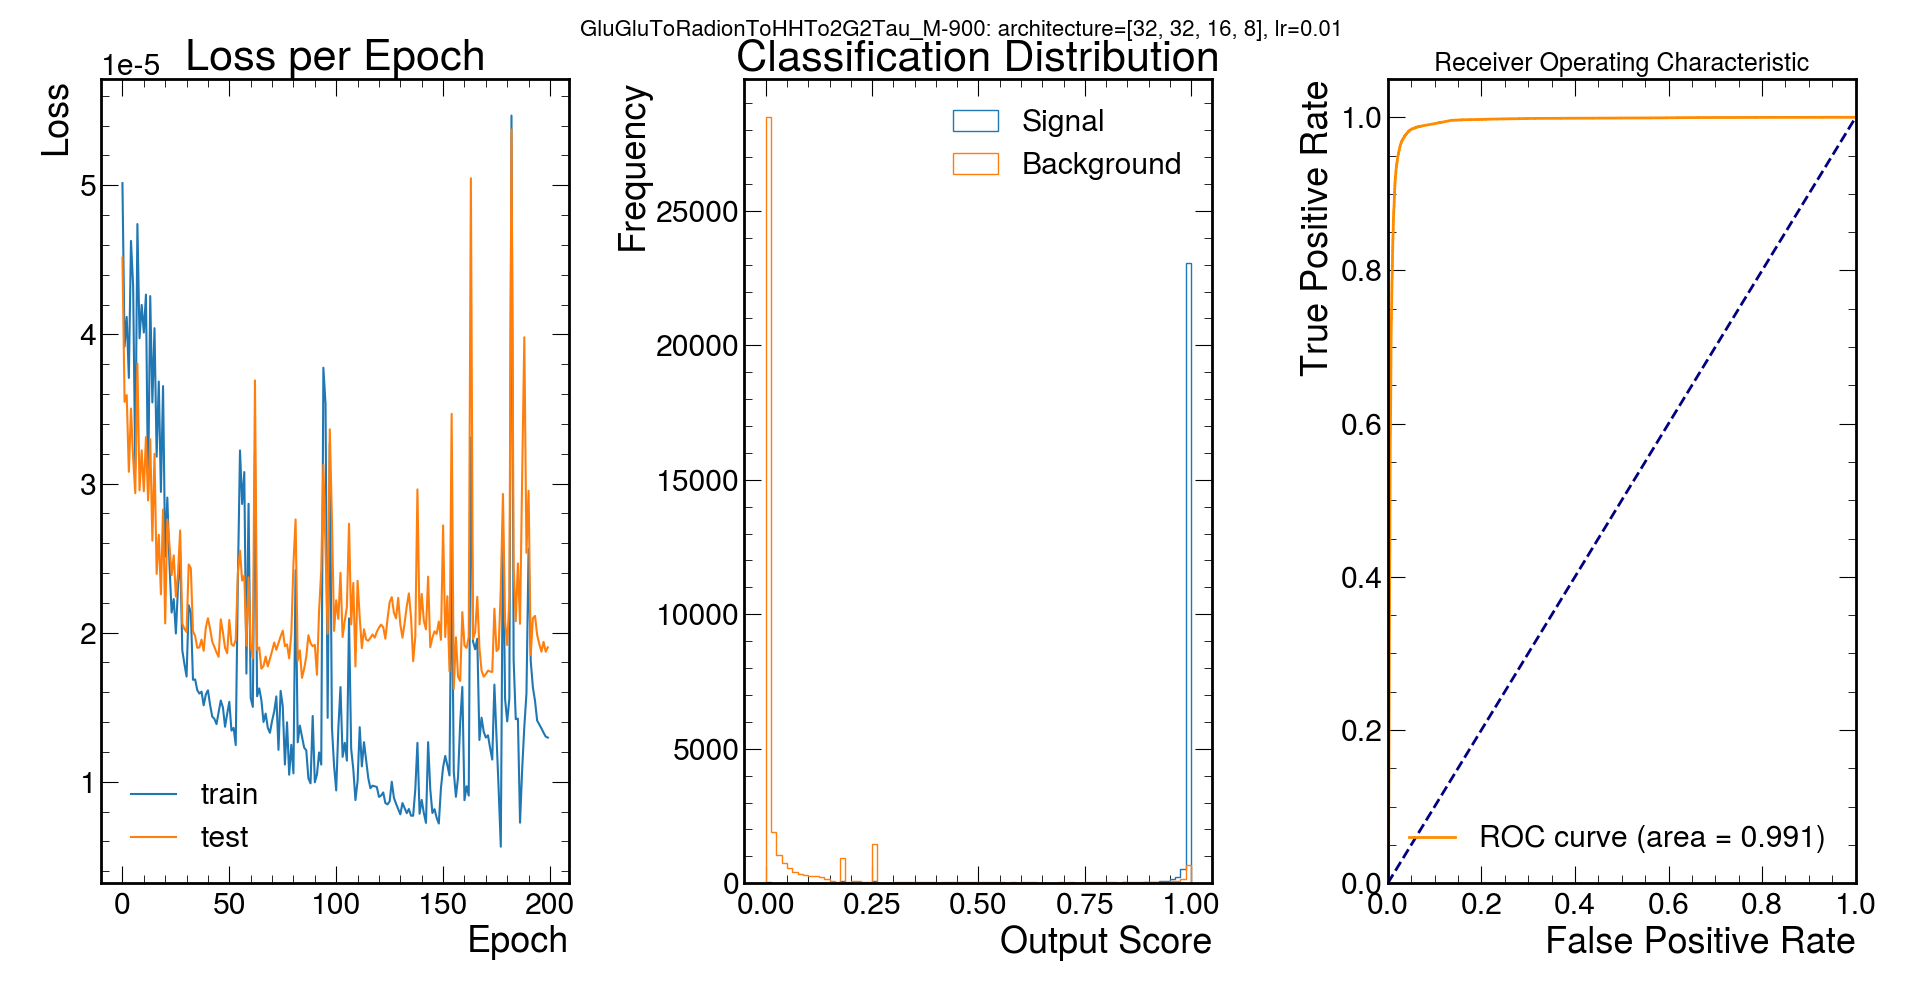 GluGluToRadionToHHTo2G2Tau_M-900: architecture=[32, 32, 16, 8], lr=0.01
Loss per Epoch
1e-5
Loss
5
4
3
2
1
train
test
0 50 100 150 200
Epoch
Classification Distribution
Frequency
Signal
Background
25000
20000
15000
10000
5000
0
0.00 0.25 0.50 0.75 1.00
Output Score
Receiver Operating Characteristic
True Positive Rate
1.0
0.8
0.6
0.4
0.2
0.0
ROC curve (area = 0.991)
0.0 0.2 0.4 0.6 0.8 1.0
False Positive Rate